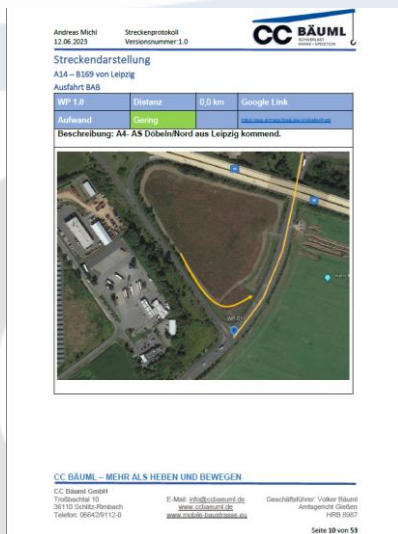 Andreas Michl Streckenprotokoll
12.06.2023 Versionsnummer:1.0
CC BÄUML
SCHWERLAST
Streckendarstellung
A14 – B169 von Leipzig
Ausfahrt BAB
WP 1.0 Distanz 0,0 km Google Link
Aufwand Gering
Beschreibung: A4- AS Döbeln/Nord aus Leipzig kommend.
WP 01
CC BÄUML – MEHR ALS HEBEN UND BEWEGEN
CC Bäuml GmbH
Troßbachtal 10 E-Mail: info@ccbaeuml.de Geschäftsführer: Volker Bäuml
36110 Schlitz-Rimbach www.ccbaeuml.de Amtsgericht Gießen
Telefon: 06642/9112-0 www.mobile-baustrasse.eu HRB 8967
Seite 10 von 53